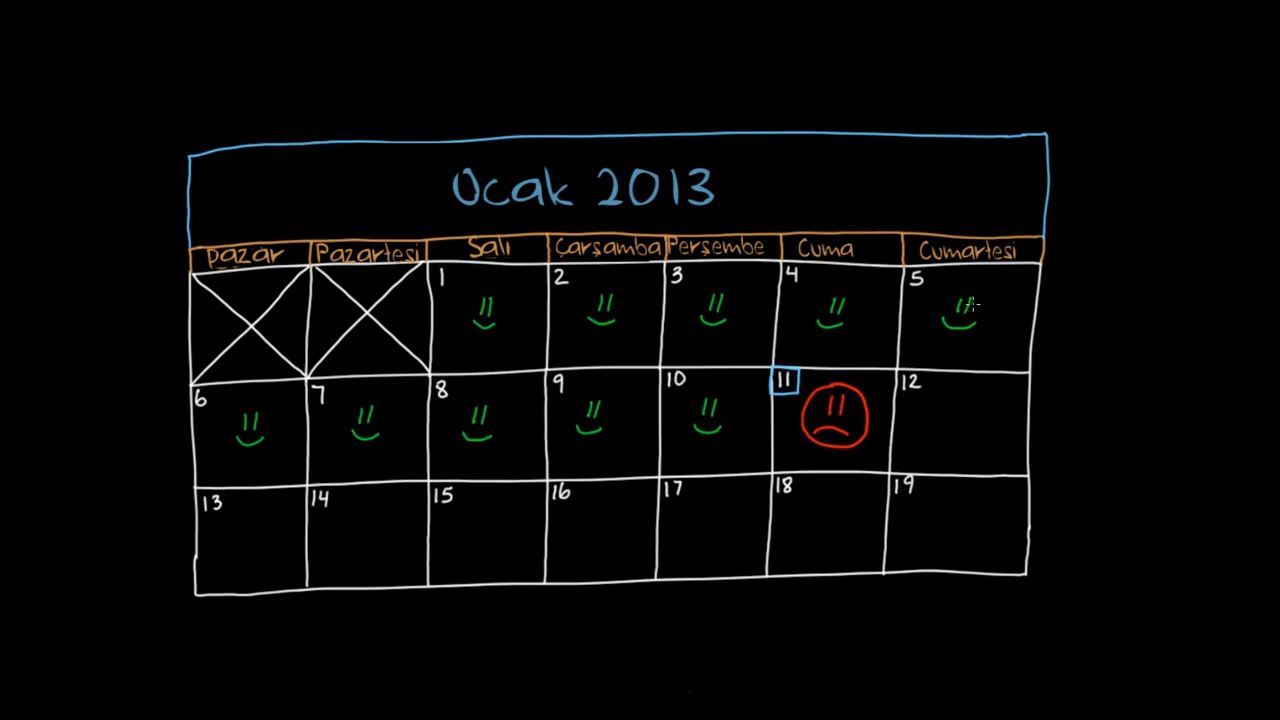 Ocak 2013
Pazar Pazartesi Salı Çarşamba Perşembe Cuma Cumartesi
1 2 3 4 5
6 7 8 9 10 11 12
13 14 15 16 17 18 19